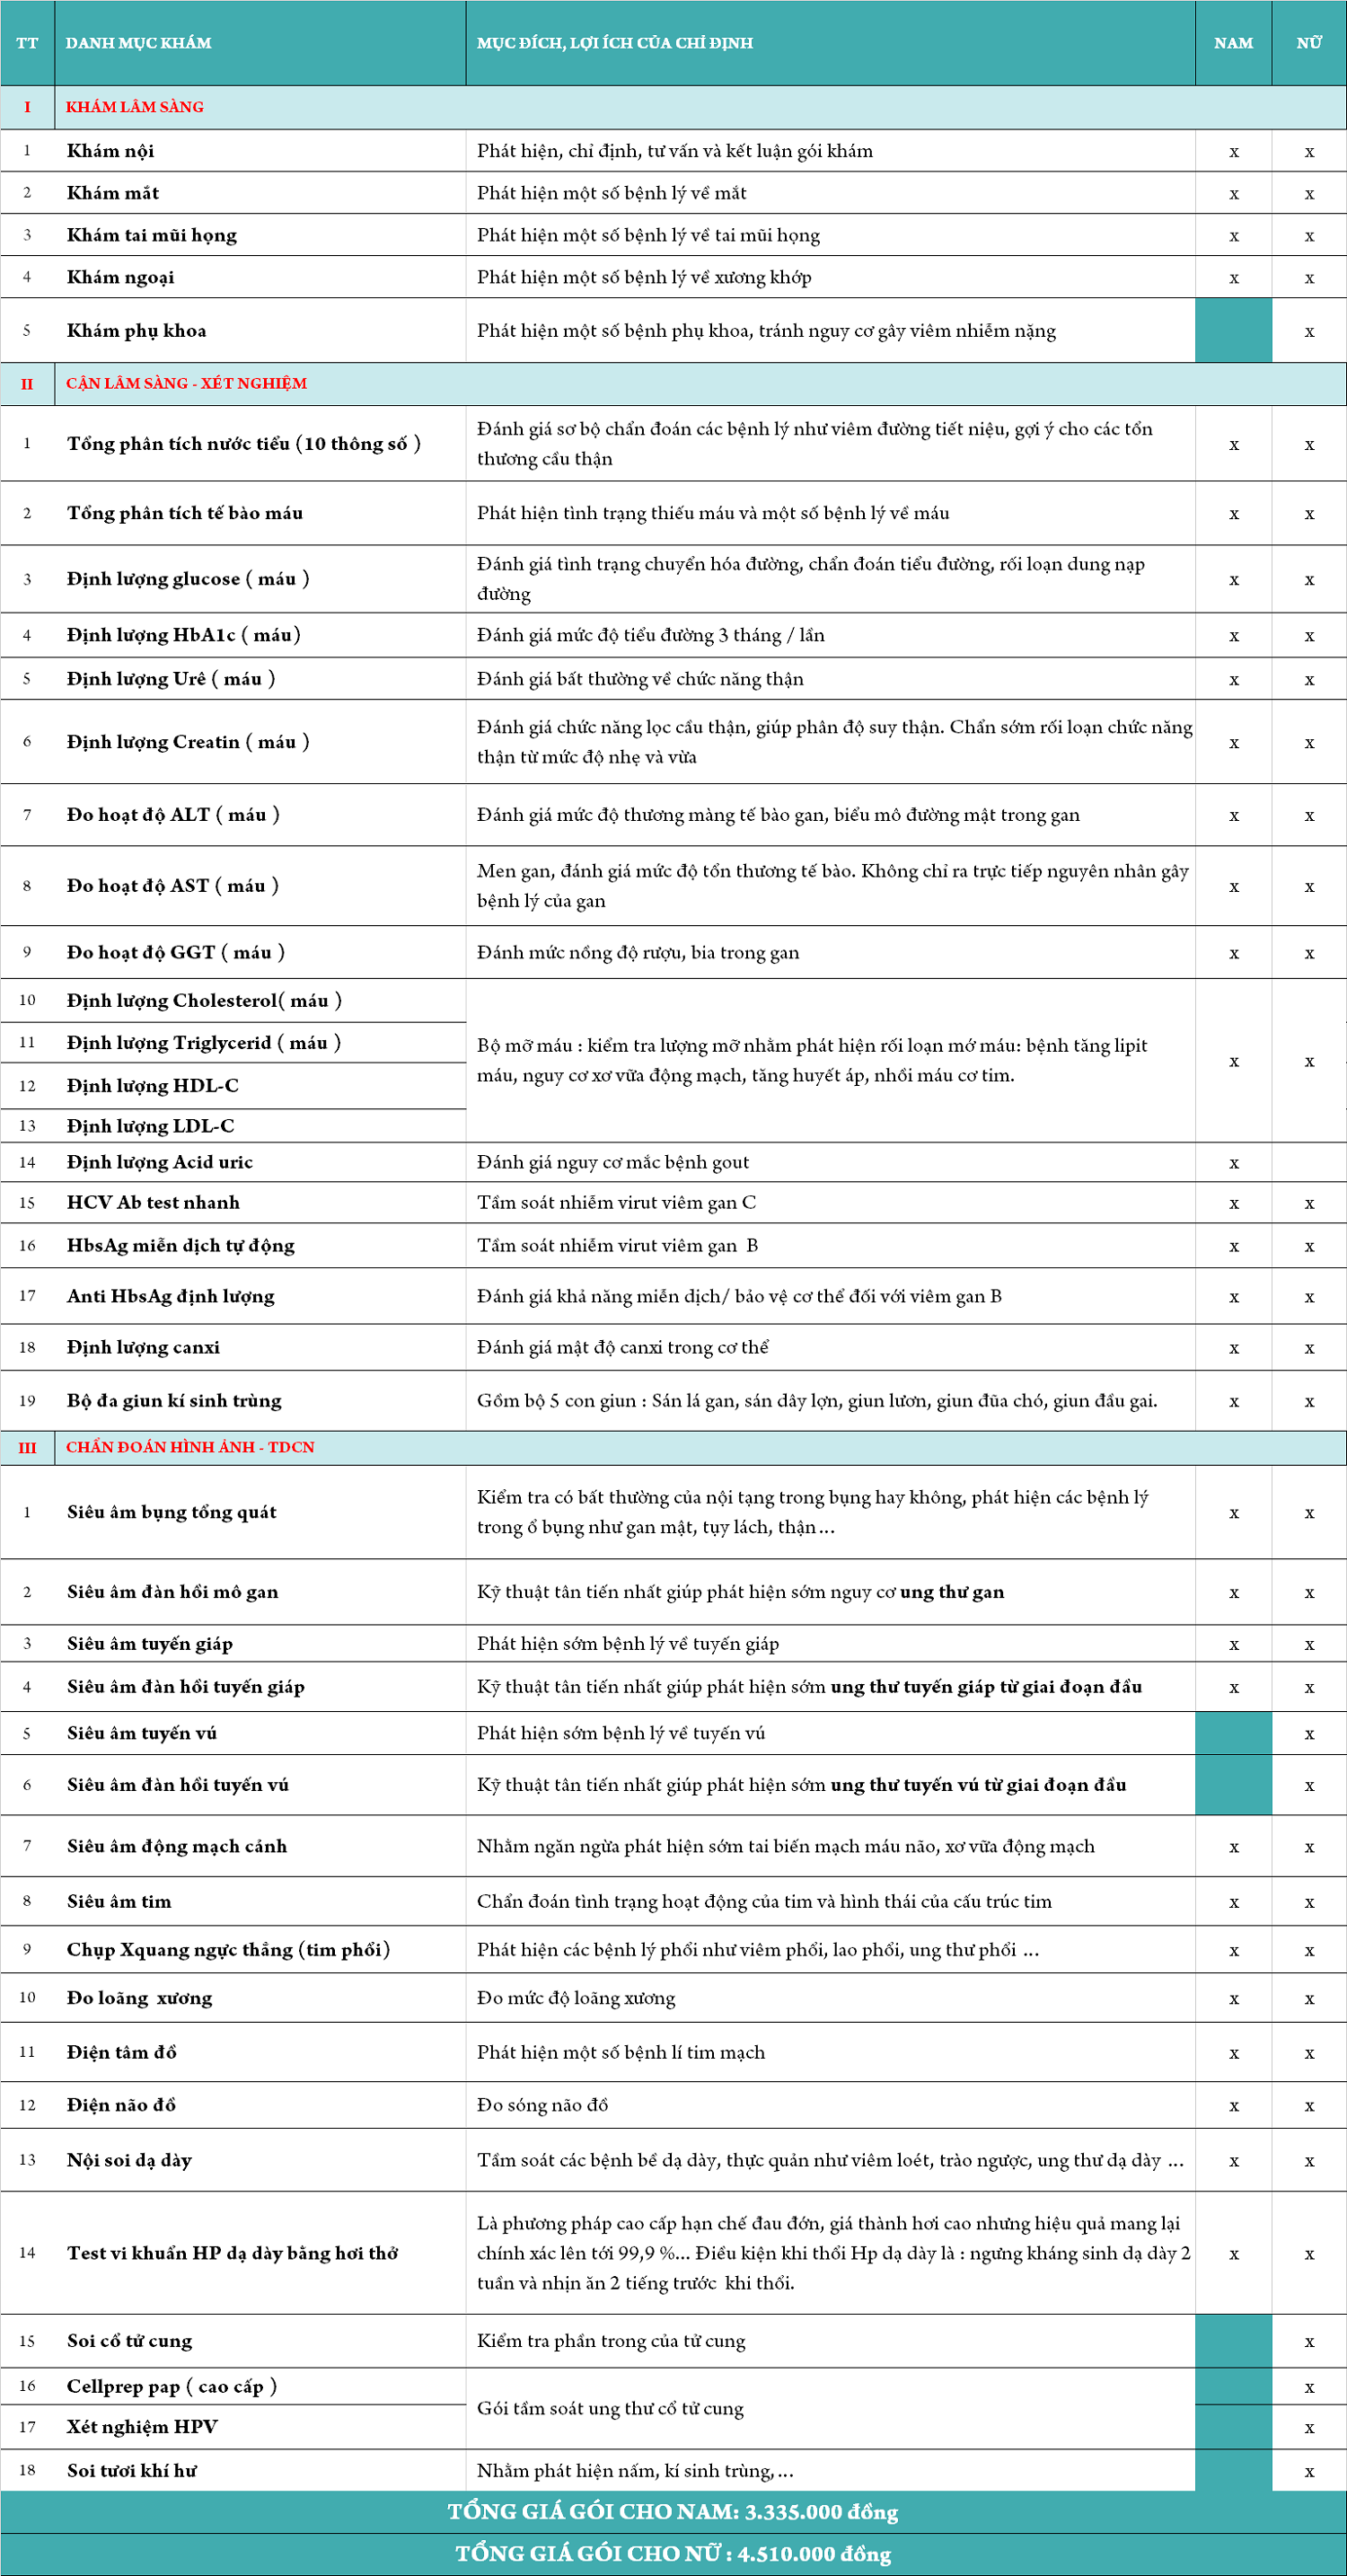 TT DANH MỤC KHÁM MỤC ĐÍCH, LỢI ÍCH CỦA CHỈ ĐỊNH NAM NỮ
I KHÁM LÂM SÀNG
1 Khám nội Phát hiện, chỉ định, tư vấn và kết luận gói khám x x
2 Khám mắt Phát hiện một số bệnh lý về mắt x x
3 Khám tai mũi họng Phát hiện một số bệnh lý về tai mũi họng x x
4 Khám ngoại Phát hiện một số bệnh lý về xương khớp x x
5 Khám phụ khoa Phát hiện một số bệnh phụ khoa, tránh nguy cơ gây viêm nhiễm nặng x
II CẬN LÂM SÀNG - XÉT NGHIỆM
1 Tổng phân tích nước tiểu (10 thông số ) Đánh giá sơ bộ chẩn đoán các bệnh lý như viêm đường tiết niệu, gợi ý cho các tổn
thương cầu thận x x
2 Tổng phân tích tế bào máu Phát hiện tình trạng thiếu máu và một số bệnh lý về máu x x
3 Định lượng glucose ( máu ) Đánh giá tình trạng chuyển hóa đường, chẩn đoán tiểu đường, rối loạn dung nạp
đường x x
4 Định lượng HbA1c ( máu) Đánh giá mức độ tiểu đường 3 tháng / lần x x
5 Định lượng Urê ( máu ) Đánh giá bất thường về chức năng thận x x
6 Định lượng Creatin ( máu ) Đánh giá chức năng lọc cầu thận, giúp phân độ suy thận. Chẩn sớm rối loạn chức năng
thận từ mức độ nhẹ và vừa x x
7 Đo hoạt độ ALT ( máu ) Đánh giá mức độ thương màng tế bào gan, biểu mô đường mật trong gan x x
8 Đo hoạt độ AST ( máu ) Men gan, đánh giá mức độ tổn thương tế bào. Không chỉ ra trực tiếp nguyên nhân gây
bệnh lý của gan x x
9 Đo hoạt độ GGT ( máu ) Đánh mức nồng độ rượu, bia trong gan x x
10 Định lượng Cholesterol( máu )
11 Định lượng Triglycerid ( máu ) Bộ mỡ máu : kiểm tra lượng mỡ nhằm phát hiện rối loạn mớ máu: bệnh tăng lipit
máu, nguy cơ xơ vữa động mạch, tăng huyết áp, nhồi máu cơ tim. x x
12 Định lượng HDL-C
13 Định lượng LDL-C
14 Định lượng Acid uric Đánh giá nguy cơ mắc bệnh gout x
15 HCV Ab test nhanh Tầm soát nhiễm virut viêm gan C x x
16 HbsAg miễn dịch tự động Tầm soát nhiễm virut viêm gan B x x
17 Anti HbsAg định lượng Đánh giá khả năng miễn dịch/ bảo vệ cơ thể đối với viêm gan B x x
18 Định lượng canxi Đánh giá mật độ canxi trong cơ thể x x
19 Bộ đa giun kí sinh trùng Gồm bộ 5 con giun : Sán lá gan, sán dây lợn, giun lươn, giun đũa chó, giun đầu gai. x x
III CHẨN ĐOÁN HÌNH ẢNH - TDCN
1 Siêu âm bụng tổng quát Kiểm tra có bất thường của nội tạng trong bụng hay không, phát hiện các bệnh lý
trong ổ bụng như gan mật, tụy lách, thận... x x
2 Siêu âm đàn hồi mô gan Kỹ thuật tân tiến nhất giúp phát hiện sớm nguy cơ ung thư gan x x
3 Siêu âm tuyến giáp Phát hiện sớm bệnh lý về tuyến giáp x x
4 Siêu âm đàn hồi tuyến giáp Kỹ thuật tân tiến nhất giúp phát hiện sớm ung thư tuyến giáp từ giai đoạn đầu x x
5 Siêu âm tuyến vú Phát hiện sớm bệnh lý về tuyến vú x
6 Siêu âm đàn hồi tuyến vú Kỹ thuật tân tiến nhất giúp phát hiện sớm ung thư tuyến vú từ giai đoạn đầu x
7 Siêu âm động mạch cảnh Nhằm ngăn ngừa phát hiện sớm tai biến mạch máu não, xơ vữa động mạch x x
8 Siêu âm tim Chẩn đoán tình trạng hoạt động của tim và hình thái của cấu trúc tim x x
9 Chụp Xquang ngực thẳng (tim phổi) Phát hiện các bệnh lý phổi như viêm phổi, lao phổi, ung thư phổi ... x x
10 Đo loãng xương Đo mức độ loãng xương x x
11 Điện tâm đồ Phát hiện một số bệnh lí tim mạch x x
12 Điện não đồ Đo sóng não đồ x x
13 Nội soi dạ dày Tầm soát các bệnh bề dạ dày, thực quản như viêm loét, trào ngược, ung thư dạ dày ... x x
14 Test vi khuẩn HP dạ dày bằng hơi thở Là phương pháp cao cấp hạn chế đau đớn, giá thành hơi cao nhưng hiệu quả mang lại
chính xác lên tới 99,9 %... Điều kiện khi thổi Hp dạ dày là : ngưng kháng sinh dạ dày 2
tuần và nhịn ăn 2 tiếng trước khi thổi. x x
15 Soi cổ tử cung Kiểm tra phần trong của tử cung x
16 Cellprep pap ( cao cấp ) Gói tầm soát ung thư cổ tử cung x
17 Xét nghiệm HPV x
18 Soi tươi khí hư Nhằm phát hiện nấm, kí sinh trùng,... x
TỔNG GIÁ GÓI CHO NAM: 3.335.000 đồng
TỔNG GIÁ GÓI CHO NỮ : 4.510.000 đồng